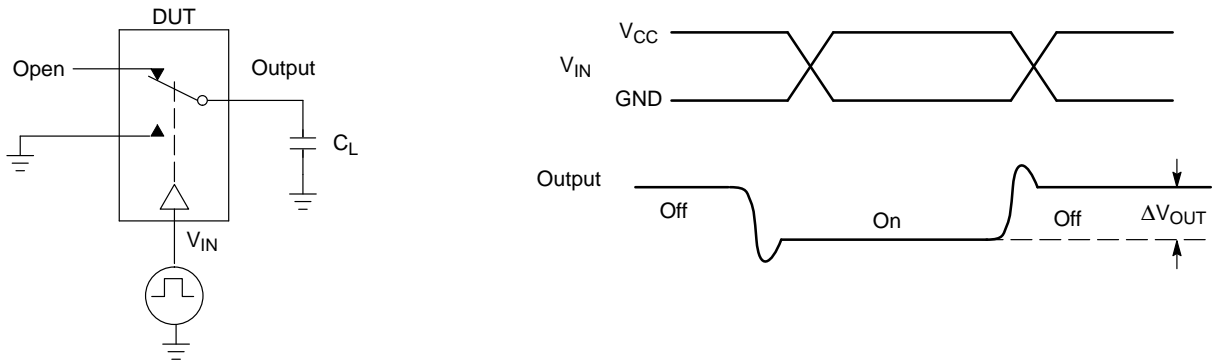 DUT
Open
Output
C_L
V_IN
V_CC
V_IN
GND
Output
Off
On
Off
ΔV_OUT